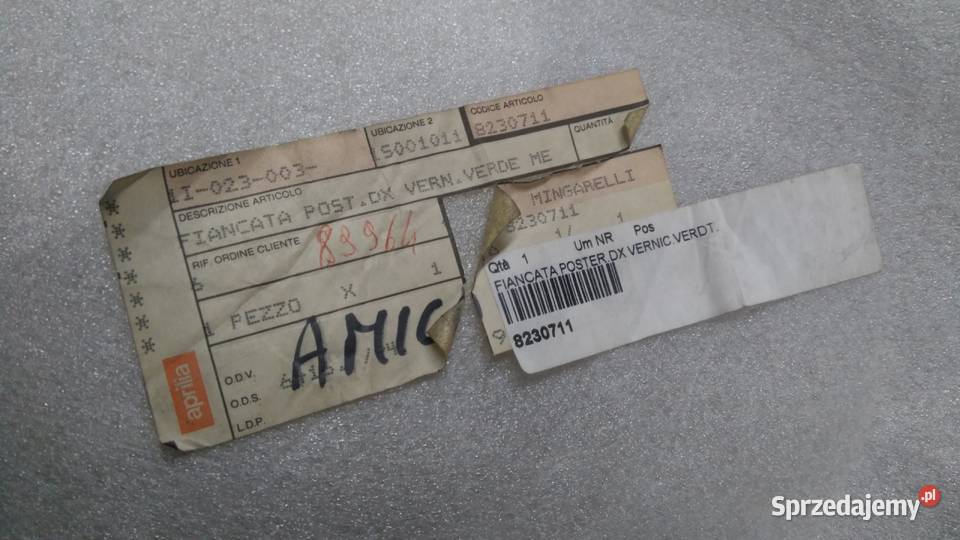 UBICAZIONE 1
1I-023-003-
UBICAZIONE 2
S001011
CODICE ARTICOLO
8230711
DESCRIZIONE ARTICOLO
QUANTITÀ
FIANCATA POST.DX VERN.VERDE ME
RIF. ORDINE CLIENTE
83964
1 PEZZO X 1
AMIC
O.D.V.
O.D.S.
L.D.P.
aprilia
MINGARELLI
8230711
1/ 1
Qtà 1 Um NR Pos
FIANCATA POSTER.DX VERNIC.VERDT.
8230711
Sprzedajemy.pl